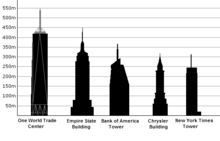 550m
500m
450m
400m
350m
300m
250m
200m
150m
100m
50m
One World Trade
Center
Empire State
Building
Bank of America
Tower
Chrysler
Building
New York Times
Tower